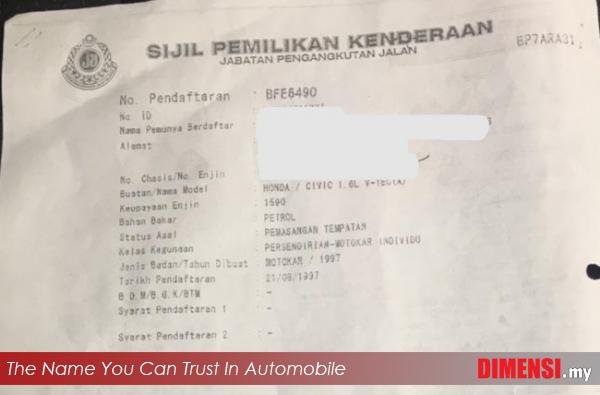 SIJIL PEMILIKAN KENDERAAN
JABATAN PENGANGKUTAN JALAN
BP7ARA31
No. Pendaftaran : BFE6490
No. ID :
Nama Pemunya Berdaftar
Alamat
No. Chasis/No. Enjin
Buatan/Nama Model : HONDA / CIVIC 1.6L V-TEC(A)
Keupayaan Enjin : 1590
Bahan Bakar : PETROL
Status Asal : PEMASANGAN TEMPATAN
Kelas Kegunaan : PERSENDIRIAN-MOTOKAR INDIVIDU
Jenis Badan/Tahun Dibuat : MOTOKAR / 1997
Tarikh Pendaftaran : 21/08/1997
B.D.M/B.G.K/BTM : -
Syarat Pendaftaran 1 : -
Syarat Pendaftaran 2 : -
The Name You Can Trust In Automobile
DIMENSI.my